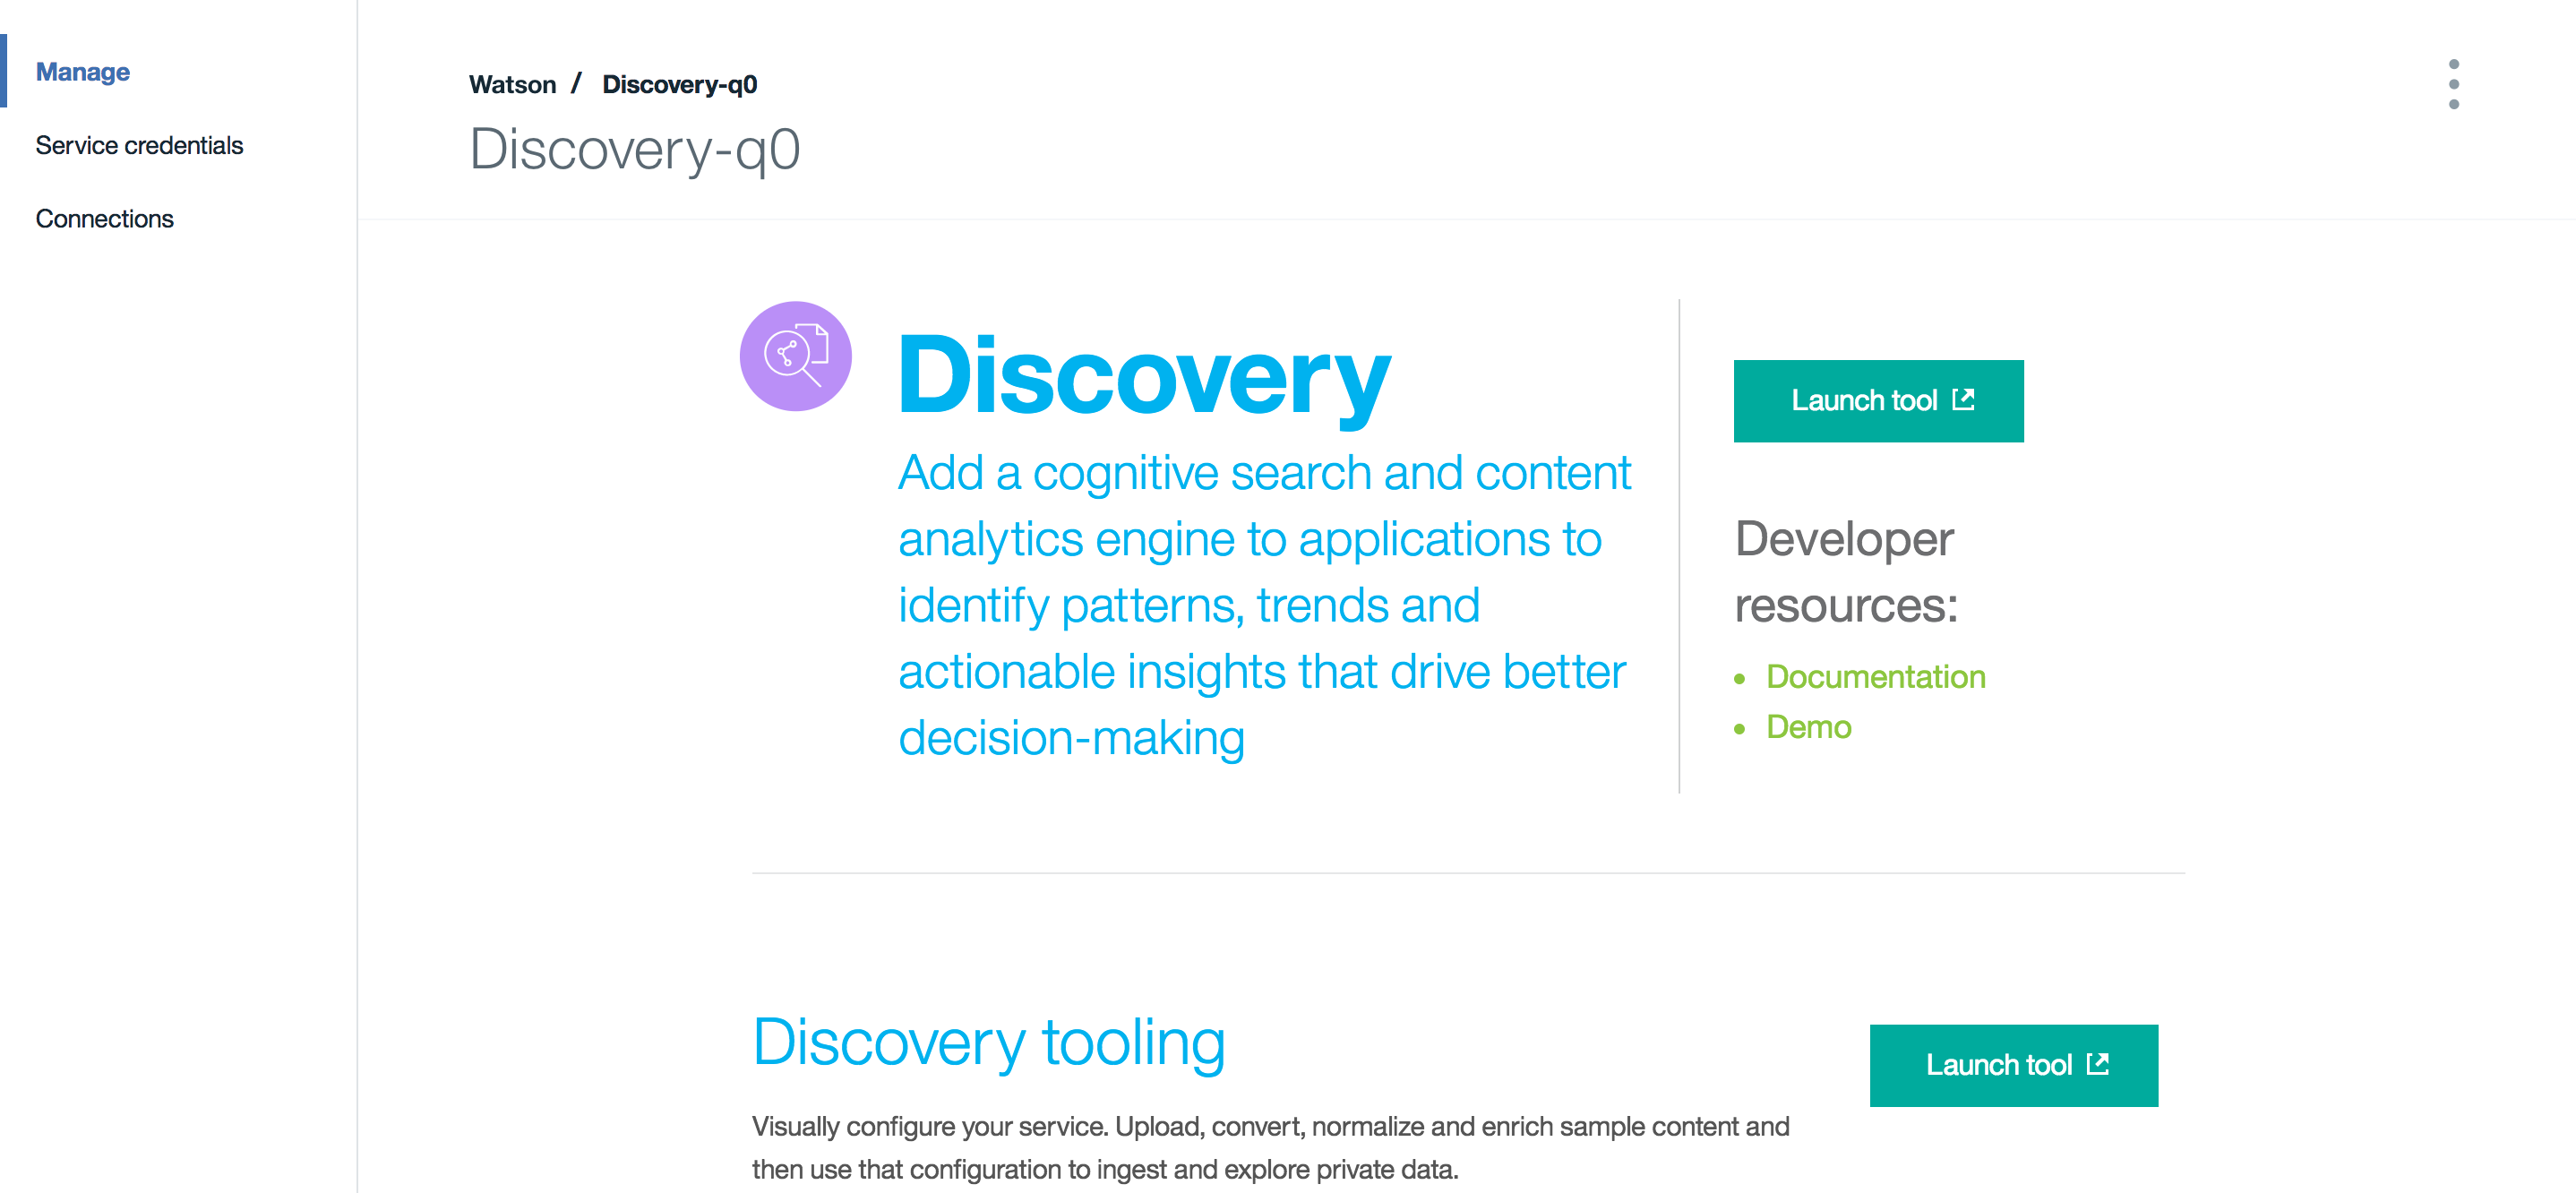 Manage
Service credentials
Connections
Watson / Discovery-q0
Discovery-q0
Discovery
Add a cognitive search and content
analytics engine to applications to
identify patterns, trends and
actionable insights that drive better
decision-making
Launch tool
Developer
resources:
Documentation
Demo
Discovery tooling
Visually configure your service. Upload, convert, normalize and enrich sample content and
then use that configuration to ingest and explore private data.
Launch tool